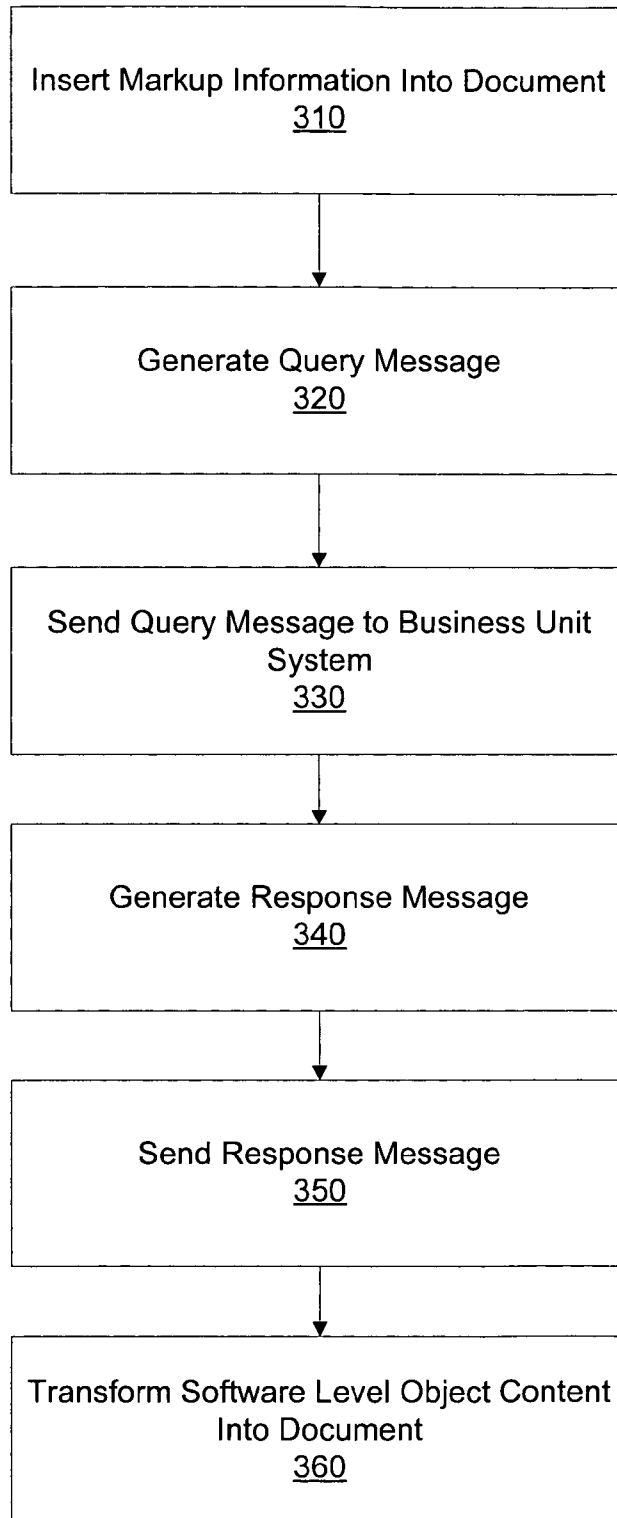 Insert Markup Information Into Document
310
Generate Query Message
320
Send Query Message to Business Unit
System
330
Generate Response Message
340
Send Response Message
350
Transform Software Level Object Content
Into Document
360